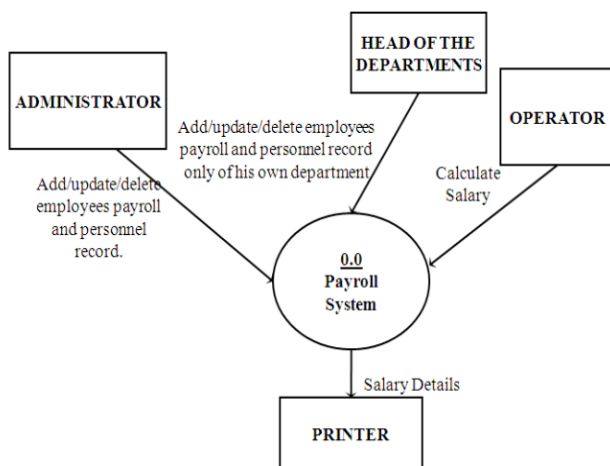 HEAD OF THE
DEPARTMENTS
ADMINISTRATOR
OPERATOR
Add/update/delete employees
payroll and personnel record
only of his own department
Calculate
Salary
Add/update/delete
employees payroll
and personnel
record.
0.0
Payroll
System
Salary Details
PRINTER